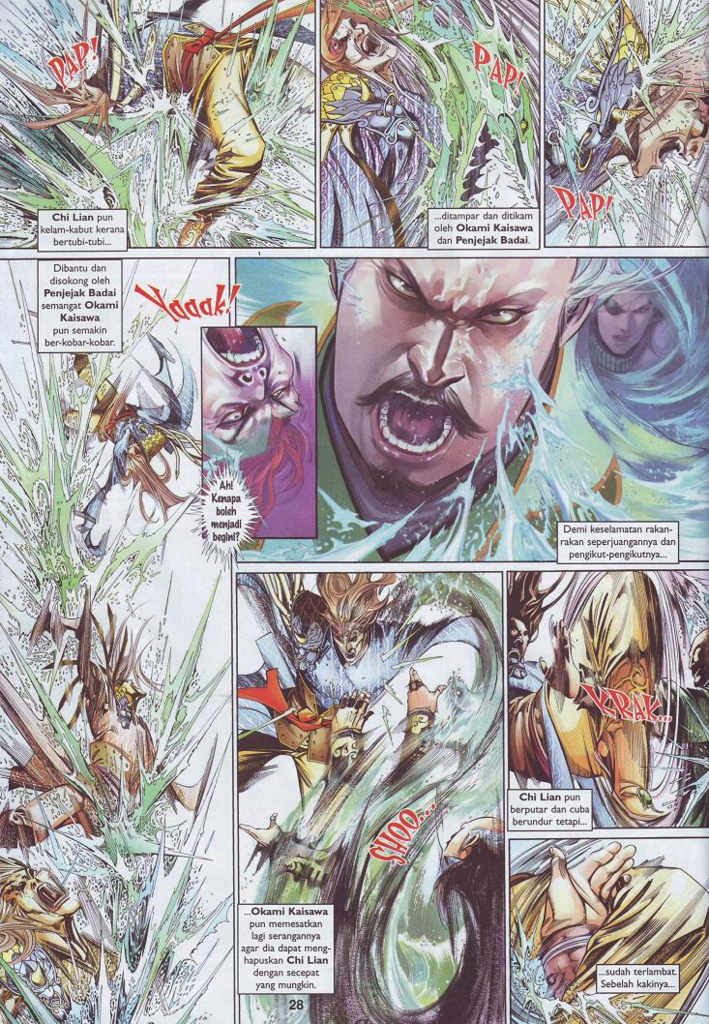 PAP!
Chi Lian pun
kelam-kabut kerana
bertubi-tubi...
PAP!
...ditampar dan ditikam
oleh Okami Kaisawa
dan Penjejak Badai.
PAP!
Dibantu dan
disokong oleh
Penjejak Badai
semangat Okami
Kaisawa
pun semakin
ber-kobar-kobar.
Yaaak!
Ah!
Kenapa
boleh
menjadi
begini?
Demi keselamatan rakan-
rakan seperjuangannya dan
pengikut-pengikutnya...
SHOO...
...Okami Kaisawa
pun memesatkan
lagi serangannya
agar dia dapat meng-
hapuskan Chi Lian
dengan secepat
yang mungkin.
KRAK...
Chi Lian pun
berputar dan cuba
berundur tetapi...
...sudah terlambat.
Sebelah kakinya...
28